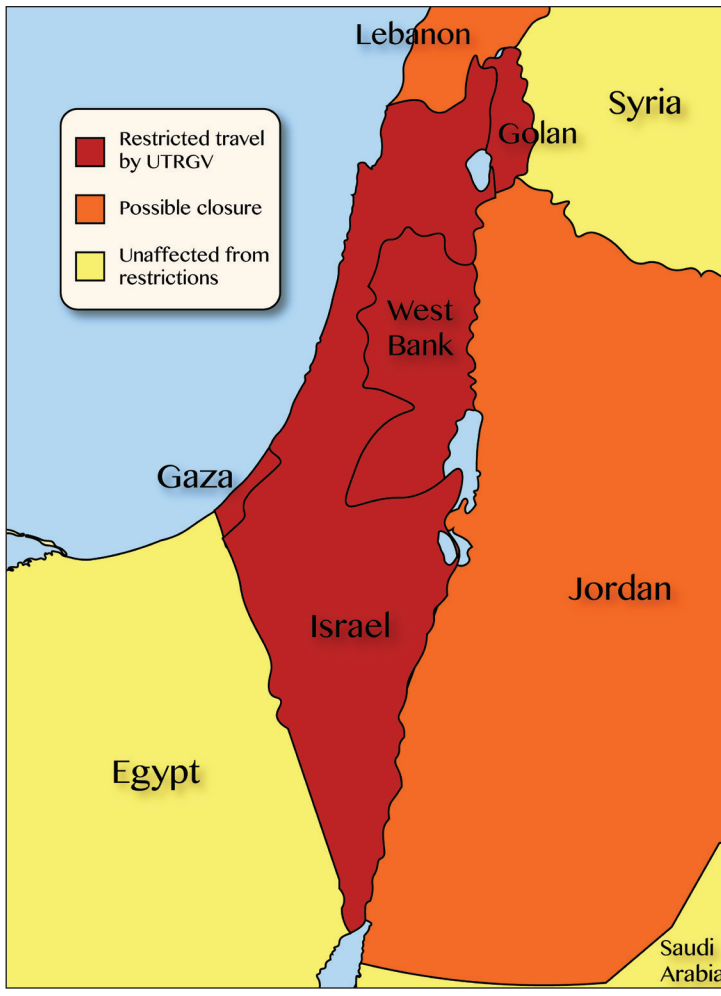 Lebanon
Syria
Golan
Restricted travel
by UTRGV
Possible closure
Unaffected from
restrictions
West
Bank
Gaza
Israel
Jordan
Egypt
Saudi
Arabia